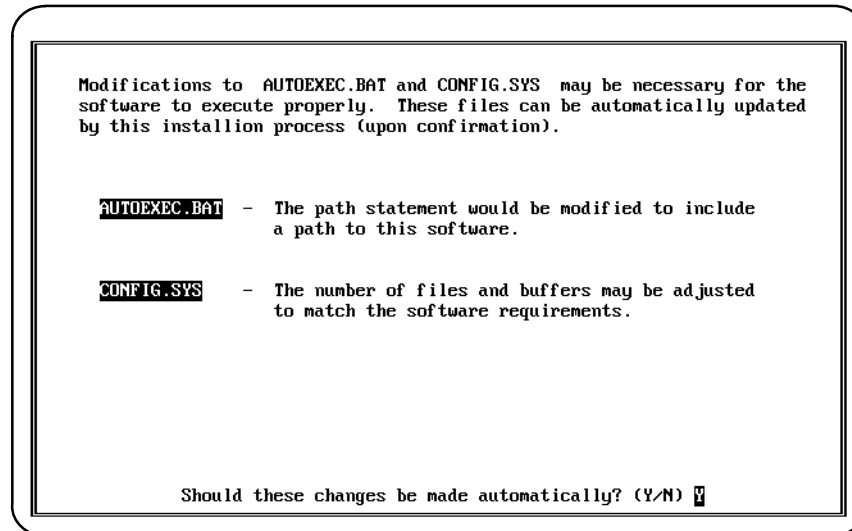 Modifications to AUTOEXEC.BAT and CONFIG.SYS may be necessary for the
software to execute properly. These files can be automatically updated
by this installion process (upon confirmation).
AUTOEXEC.BAT - The path statement would be modified to include
a path to this software.
CONFIG.SYS - The number of files and buffers may be adjusted
to match the software requirements.
Should these changes be made automatically? (Y/N) Y